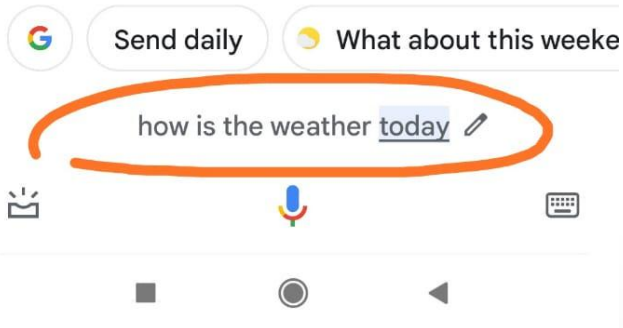 Send daily
What about this weeke
how is the weather today